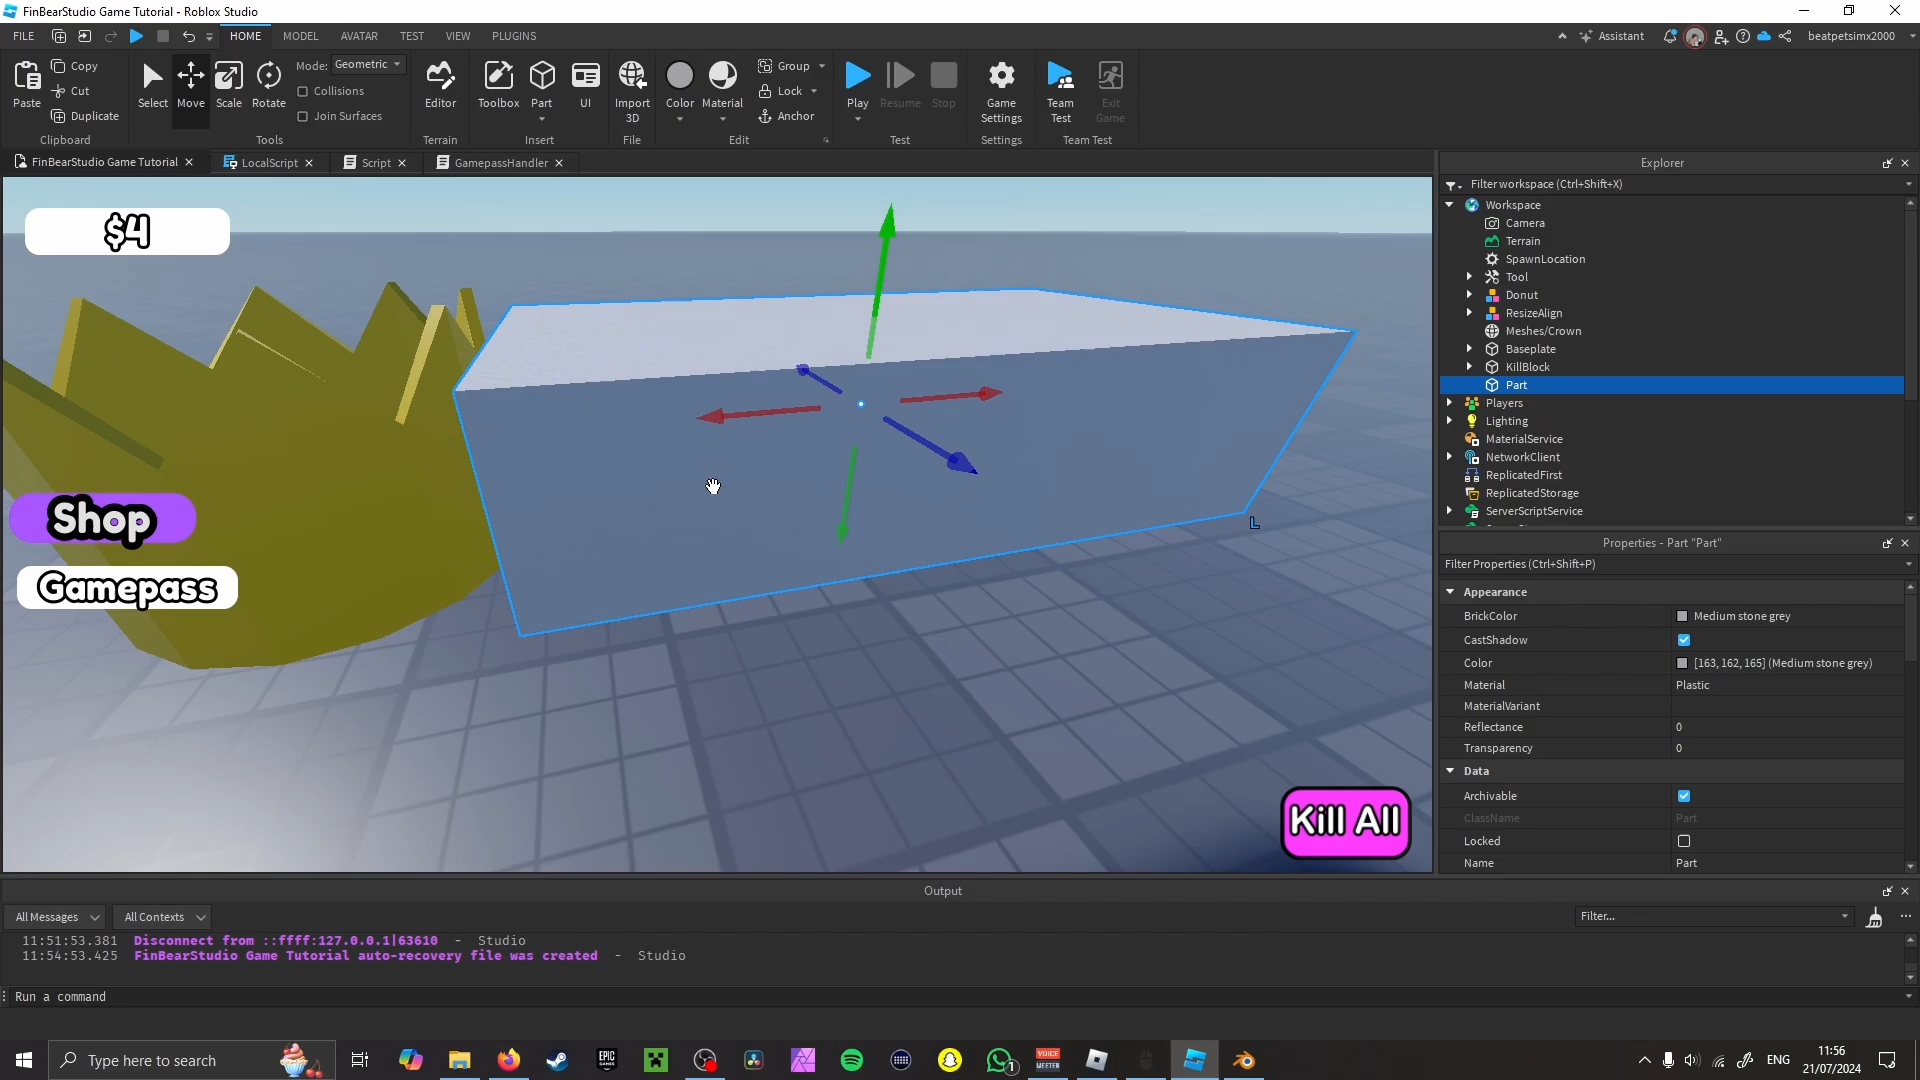 FinBearStudio Game Tutorial - Roblox Studio
FILE
HOME
MODEL
AVATAR
TEST
VIEW
PLUGINS
Assistant
beatpetsimx2000
Paste
Copy
Cut
Duplicate
Clipboard
Select
Move
Scale
Rotate
Mode: Geometric
Collisions
Join Surfaces
Tools
Editor
Terrain
Toolbox
Part
UI
Insert
Import
3D
File
Color
Material
Group
Lock
Anchor
Edit
Play
Resume
Stop
Test
Game
Settings
Settings
Team
Test
Exit
Game
Team Test
FinBearStudio Game Tutorial
LocalScript
Script
GamepassHandler
$4
Shop
Gamepass
L
Kill All
Explorer
Filter workspace (Ctrl+Shift+X)
Workspace
Camera
Terrain
SpawnLocation
Tool
Donut
ResizeAlign
Meshes/Crown
Baseplate
KillBlock
Part
Players
Lighting
MaterialService
NetworkClient
ReplicatedFirst
ReplicatedStorage
ServerScriptService
Properties - Part "Part"
Filter Properties (Ctrl+Shift+P)
Appearance
BrickColor Medium stone grey
CastShadow
Color [163, 162, 165] (Medium stone grey)
Material Plastic
MaterialVariant
Reflectance 0
Transparency 0
Data
Archivable
ClassName Part
Locked
Name Part
Output
All Messages
All Contexts
Filter...
11:51:53.381 Disconnect from ::ffff:127.0.0.1|63610 - Studio
11:54:53.425 FinBearStudio Game Tutorial auto-recovery file was created - Studio
Run a command
Type here to search
EPIC
GAMES
1
VOICE
MEETER
ENG
11:56
21/07/2024